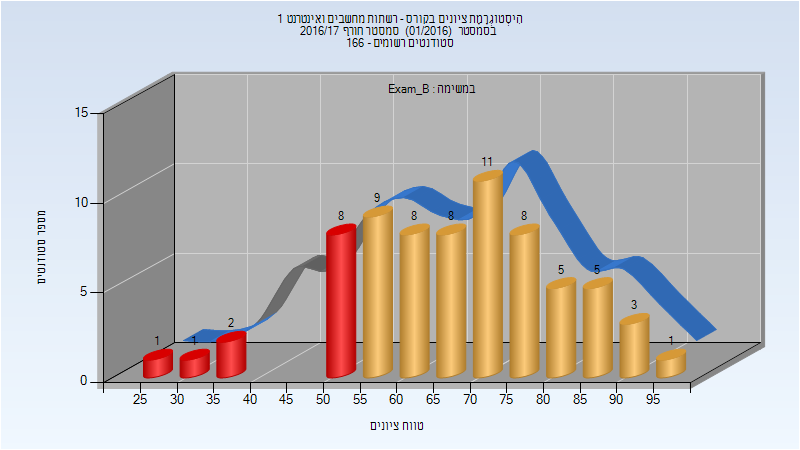 היסטוגרמת ציונים בקורס - רשתות מחשבים ואינטרנט 1
בסמסטר (01/2016) סמסטר חורף 2016/17
סטודנטים רשומים - 166
במשימה : Exam_B
מספר סטודנטים
15
10
5
0
1
1
2
8
9
8
8
11
8
5
5
3
1
25 30 35 40 45 50 55 60 65 70 75 80 85 90 95
טווח ציונים